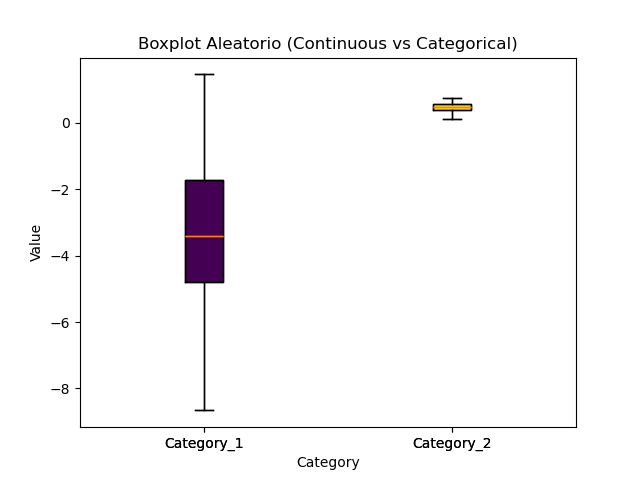 Boxplot Aleatorio (Continuous vs Categorical)
Value
0
−2
−4
−6
−8
Category_1
Category_2
Category